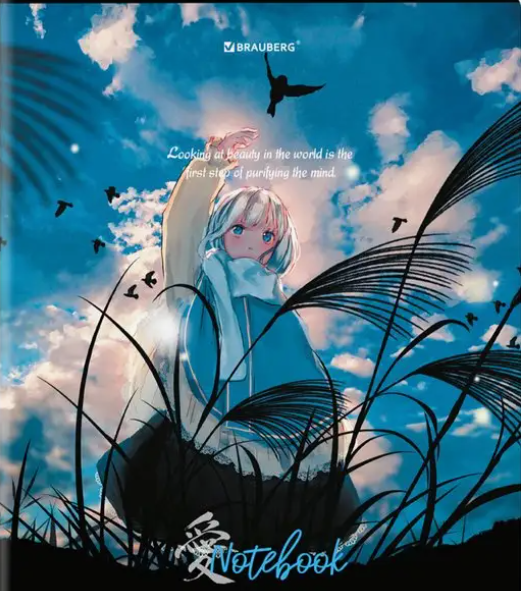 BRAUBERG®
Looking at beauty in the world is the
first step of purifying the mind.
愛 Notebook